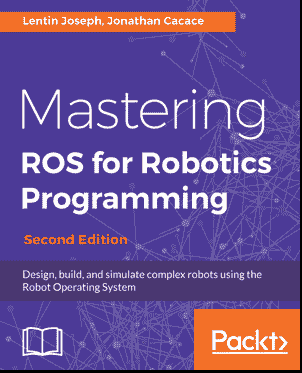 Lentin Joseph, Jonathan Cacace
Mastering
ROS for Robotics
Programming
Second Edition
Design, build, and simulate complex robots using the
Robot Operating System
Packt>